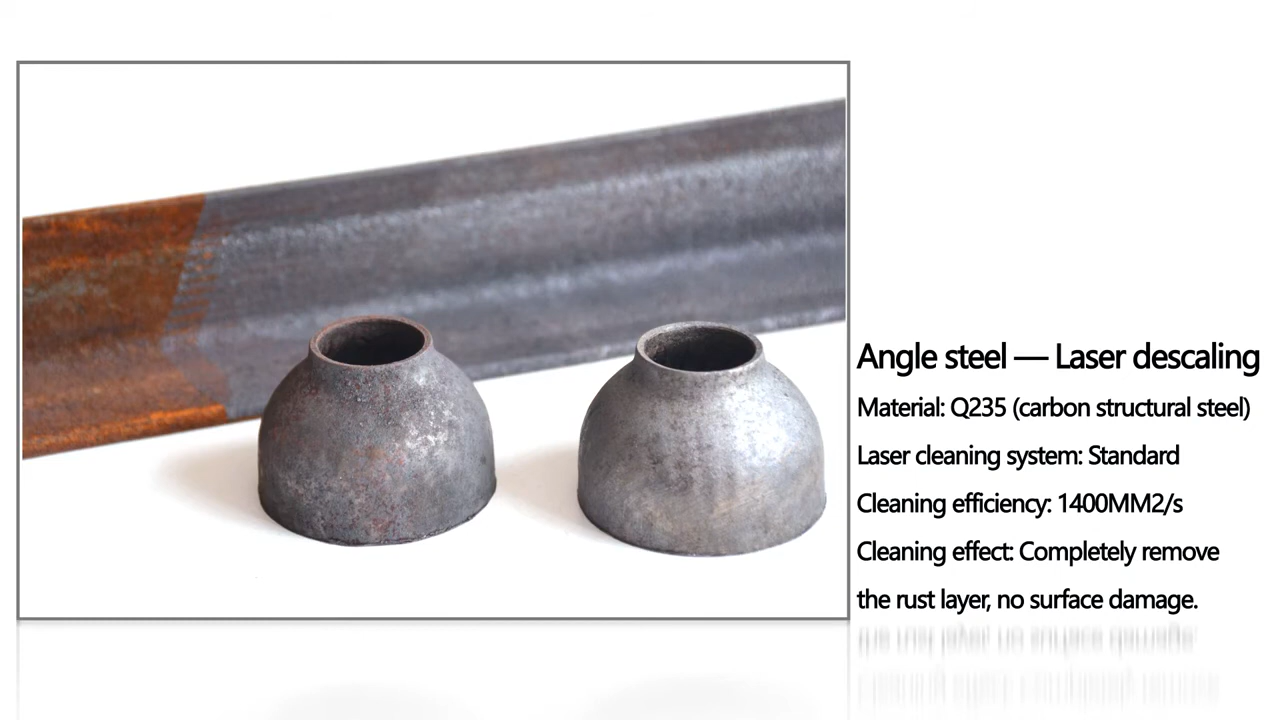 Angle steel — Laser descaling
Material: Q235 (carbon structural steel)
Laser cleaning system: Standard
Cleaning efficiency: 1400MM2/s
Cleaning effect: Completely remove
the rust layer, no surface damage.